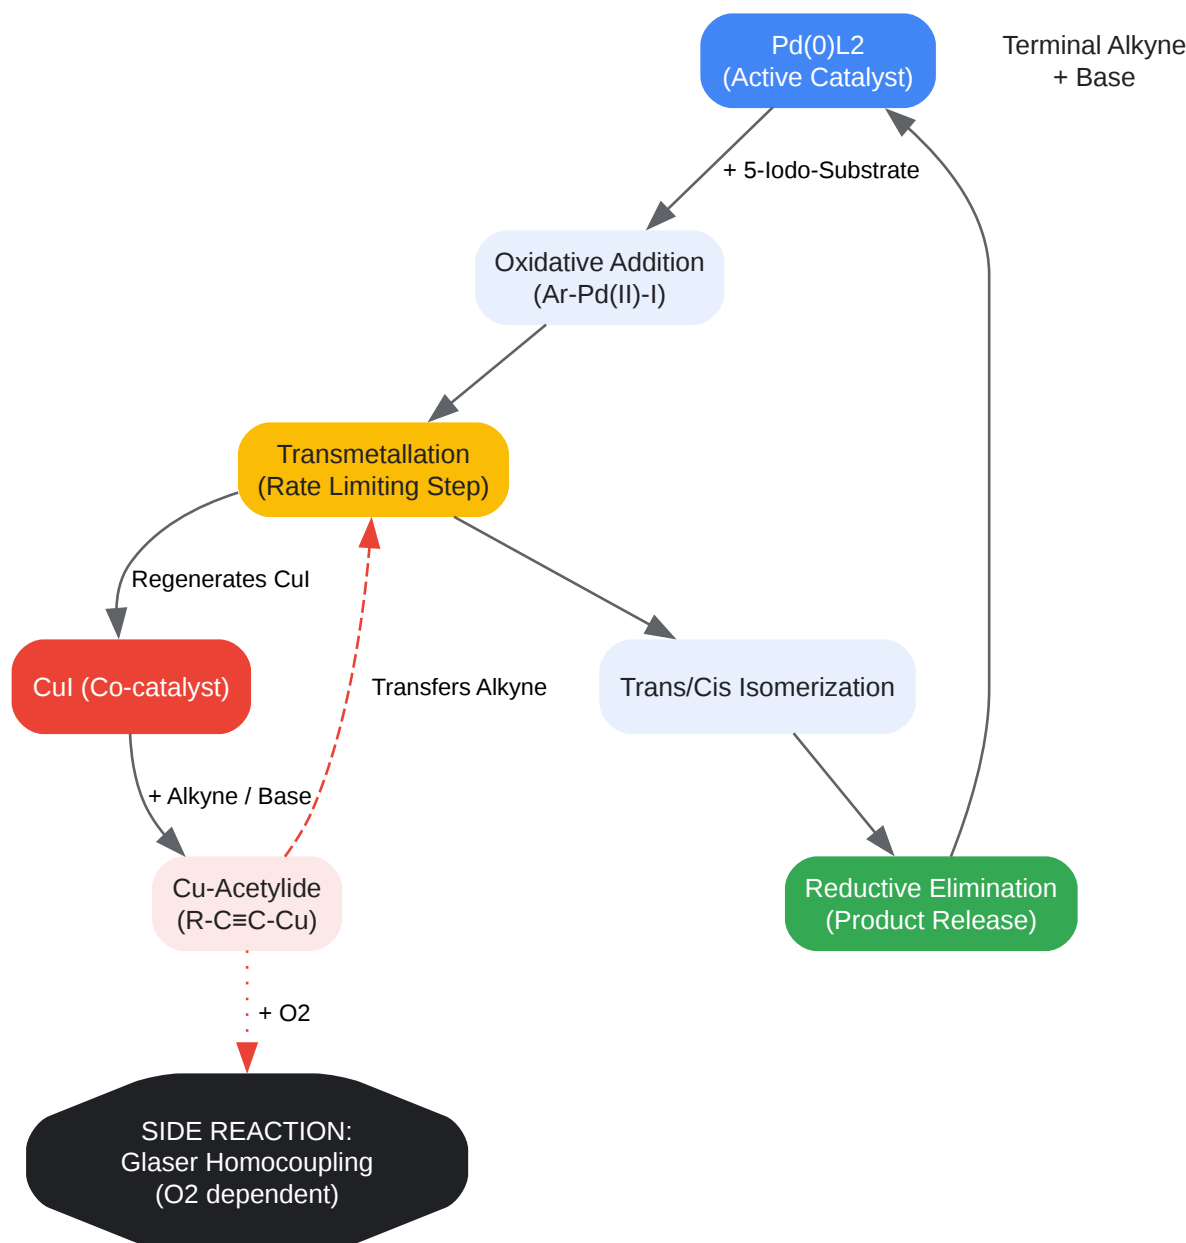 Pd(0)L2
(Active Catalyst)
Terminal Alkyne
+ Base
+ 5-Iodo-Substrate
Oxidative Addition
(Ar-Pd(II)-I)
Transmetallation
(Rate Limiting Step)
Regenerates CuI
CuI (Co-catalyst)
Transfers Alkyne
Trans/Cis Isomerization
+ Alkyne / Base
Cu-Acetylide
(R-C≡C-Cu)
Reductive Elimination
(Product Release)
+ O2
SIDE REACTION:
Glaser Homocoupling
(O2 dependent)